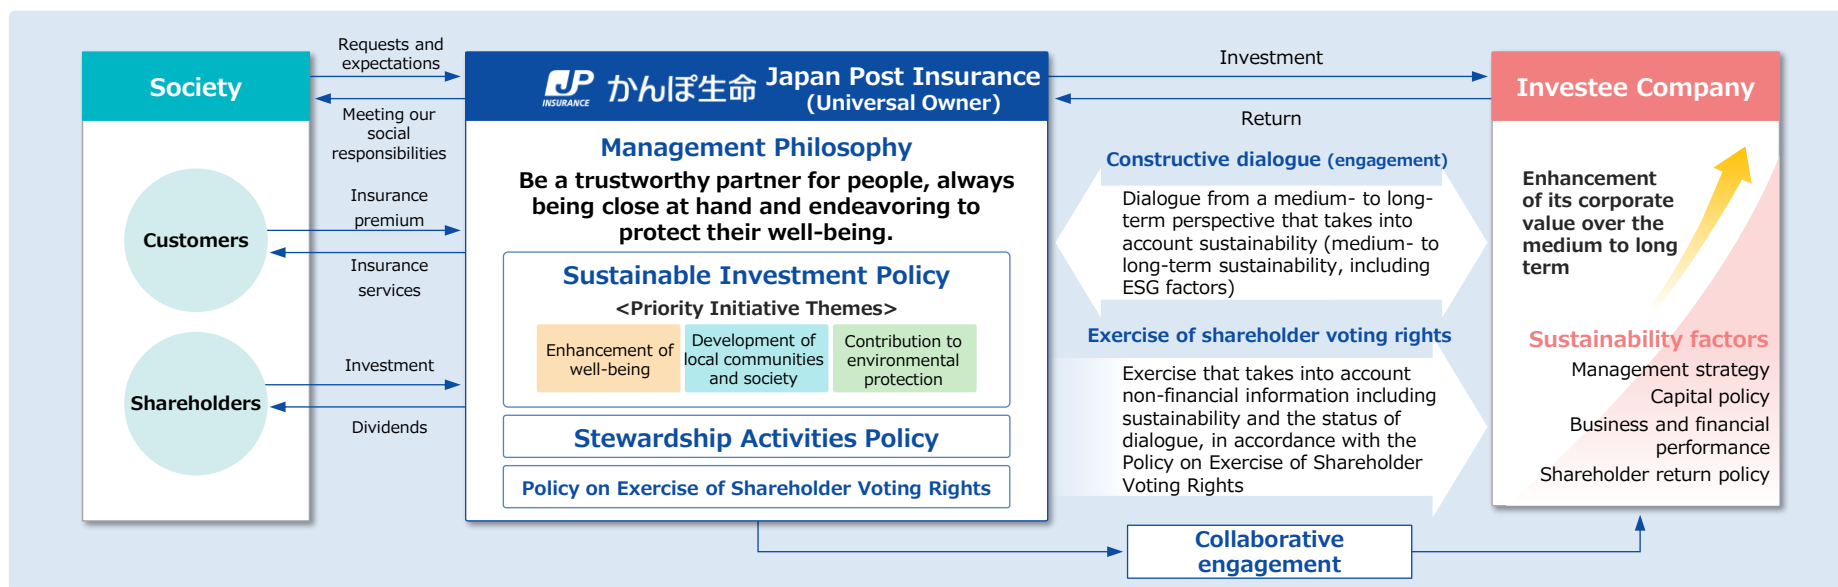 Society
Requests and
expectations
Meeting our
social
responsibilities
Customers
Insurance
premium
Insurance
services
Shareholders
Investment
Dividends
JP
INSURANCE
かんぽ生命
Japan Post Insurance
(Universal Owner)
Management Philosophy
Be a trustworthy partner for people, always
being close at hand and endeavoring to
protect their well-being.
Sustainable Investment Policy
<Priority Initiative Themes>
Enhancement of
well-being
Development of
local communities
and society
Contribution to
environmental
protection
Stewardship Activities Policy
Policy on Exercise of Shareholder Voting Rights
Investment
Return
Constructive dialogue (engagement)
Dialogue from a medium- to long-
term perspective that takes into
account sustainability (medium- to
long-term sustainability, including
ESG factors)
Exercise of shareholder voting rights
Exercise that takes into account
non-financial information including
sustainability and the status of
dialogue, in accordance with the
Policy on Exercise of Shareholder
Voting Rights
Collaborative
engagement
Investee Company
Enhancement
of its corporate
value over the
medium to long
term
Sustainability factors
Management strategy
Capital policy
Business and financial
performance
Shareholder return policy